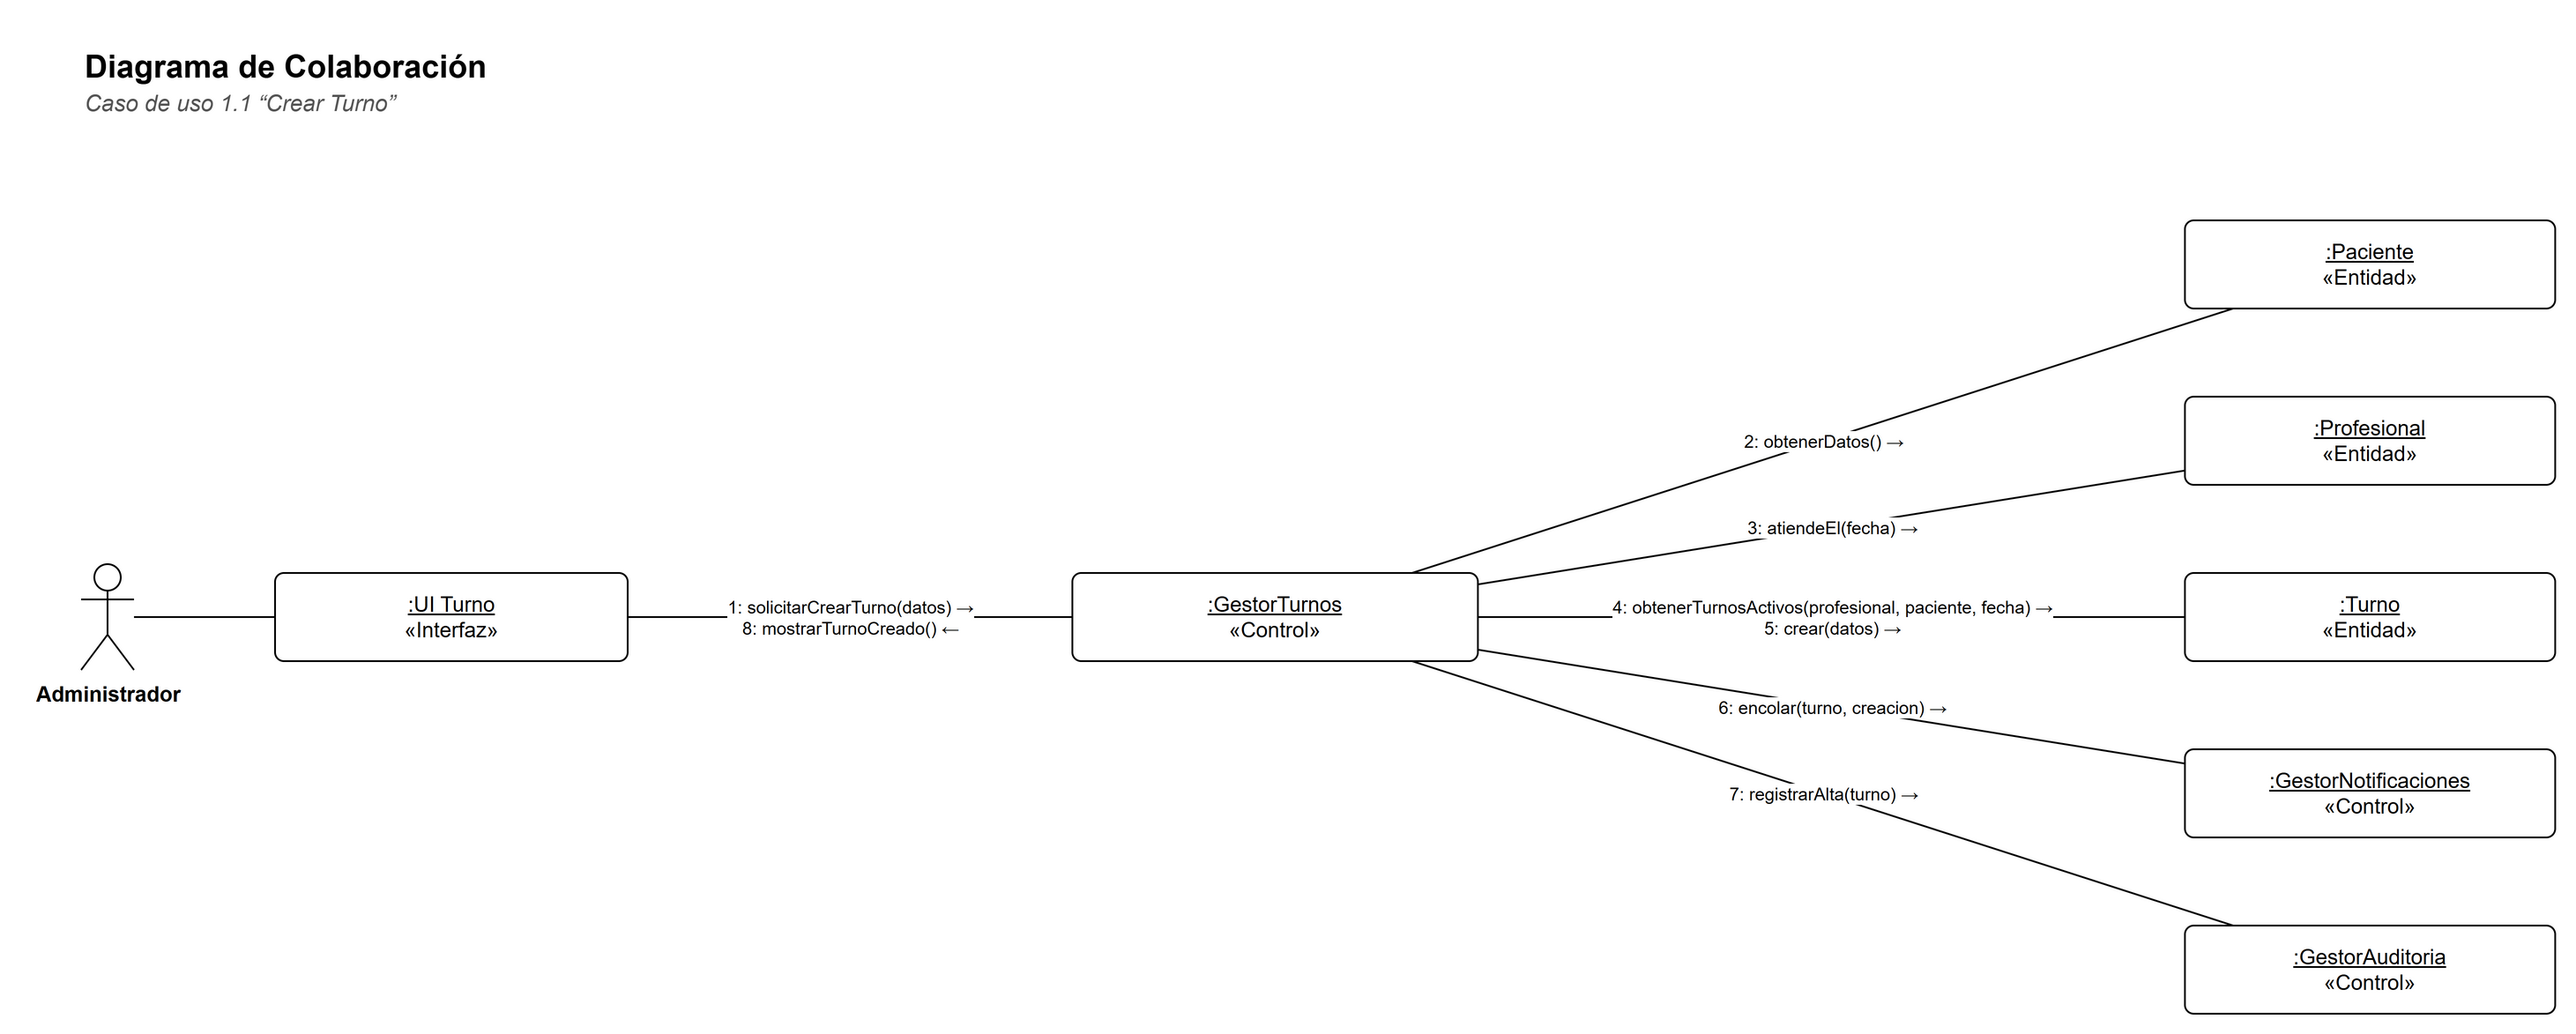 Diagrama de Colaboración
Caso de uso 1.1 “Crear Turno”
:Paciente
«Entidad»
2: obtenerDatos() →
:Profesional
«Entidad»
3: atiendeEl(fecha) →
Administrador
:UI Turno
«Interfaz»
1: solicitarCrearTurno(datos) →
8: mostrarTurnoCreado() ←
:GestorTurnos
«Control»
4: obtenerTurnosActivos(profesional, paciente, fecha) →
5: crear(datos) →
:Turno
«Entidad»
6: encolar(turno, creacion) →
:GestorNotificaciones
«Control»
7: registrarAlta(turno) →
:GestorAuditoria
«Control»